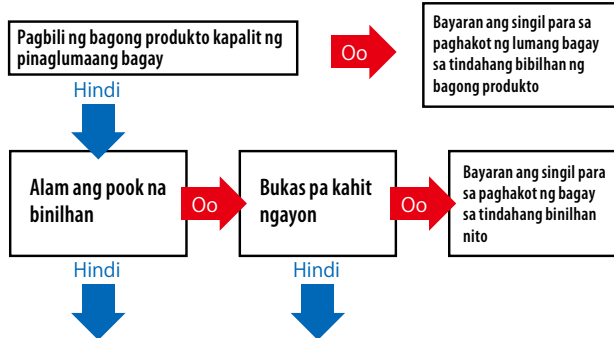 Pagbili ng bagong produkto kapalit ng
pinaglumaang bagay
Oo
Bayaran ang singil para sa
paghakot ng lumang bagay
sa tindahang bibilhan ng
bagong produkto
Hindi
Alam ang pook na
binilhan
Oo
Bukas pa kahit
ngayon
Oo
Bayaran ang singil para
sa paghakot ng bagay
sa tindahang binilhan
nito
Hindi
Hindi